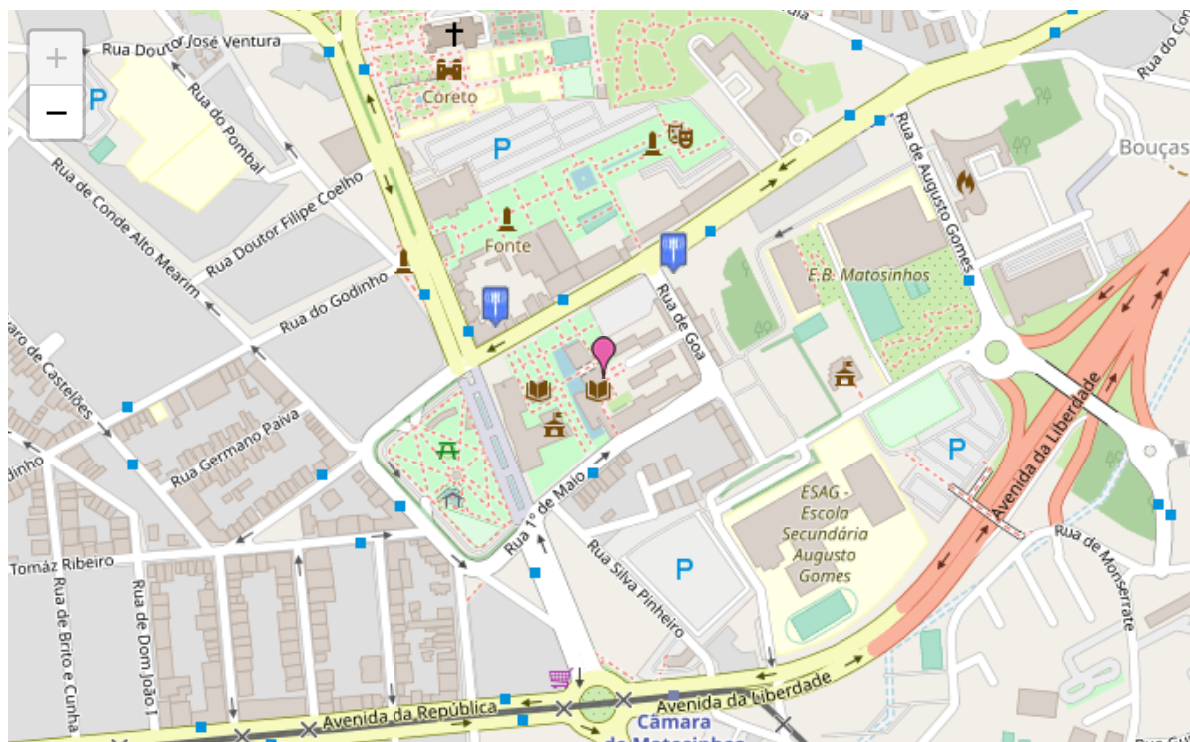 +
−
Rua Doutor José Ventura
P
Rua do Pombal
Coreto
P
Rua de Conde Alto Mearim
Rua Doutor Filipe Coelho
Fonte
Rua do Godinho
Rua de Augusto Gomes
Bouças
E.B. Matosinhos
Rua de Goa
Rua Germano Paiva
Avenida da Liberdade
P
ESAG -
Escola
Secundária
Augusto
Gomes
Rua 1º de Maio
Rua Silva Pinheiro
P
Tomáz Ribeiro
Rua de Brito e Cunha
Rua de Dom João I
Rua de Monserrate
Avenida da República
Avenida da Liberdade
Câmara